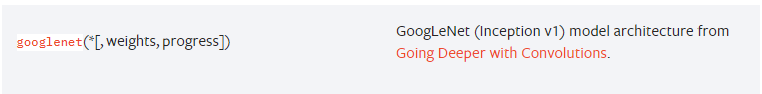 googlenet(*[, weights, progress])
GoogLeNet (Inception v1) model architecture from
Going Deeper with Convolutions.